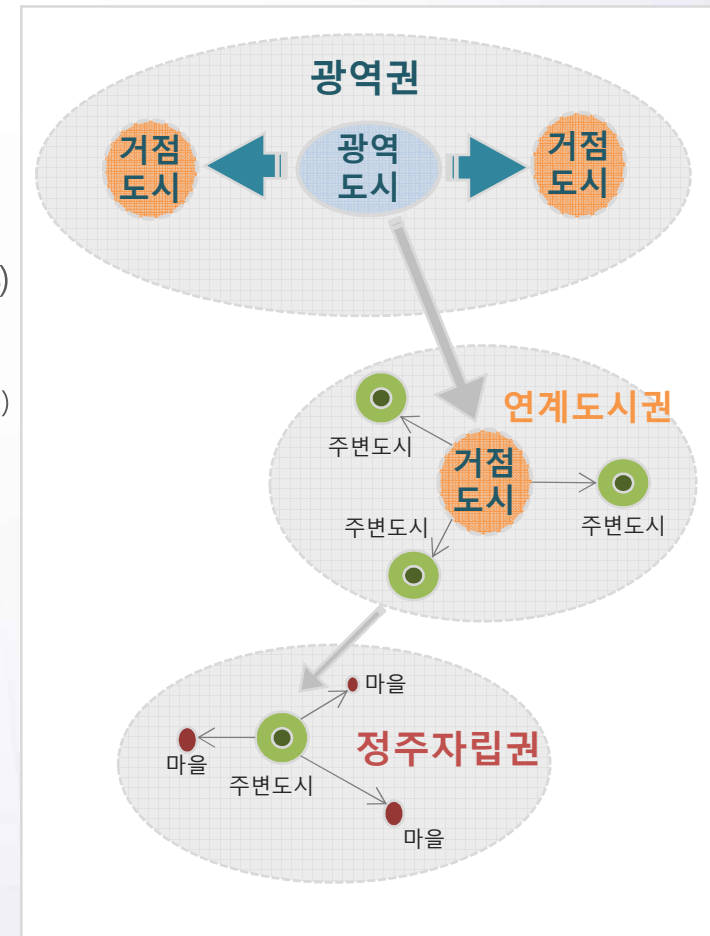 광역권
거점
도시
광역
도시
거점
도시
)
)
연계도시권
주변도시
거점
도시
주변도시
주변도시
마을
정주자립권
마을
주변도시
마을